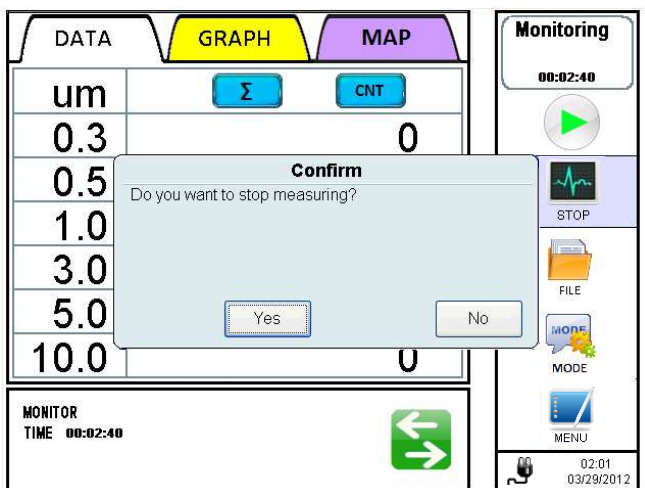 DATA GRAPH MAP
um Σ CNT
0.3 0
0.5
1.0
3.0
5.0
10.0 0
Confirm
Do you want to stop measuring?
Yes No
MONITOR
TIME 00:02:40
Monitoring
00:02:40
STOP
FILE
MODE
MODE
MENU
02:01
03/29/2012